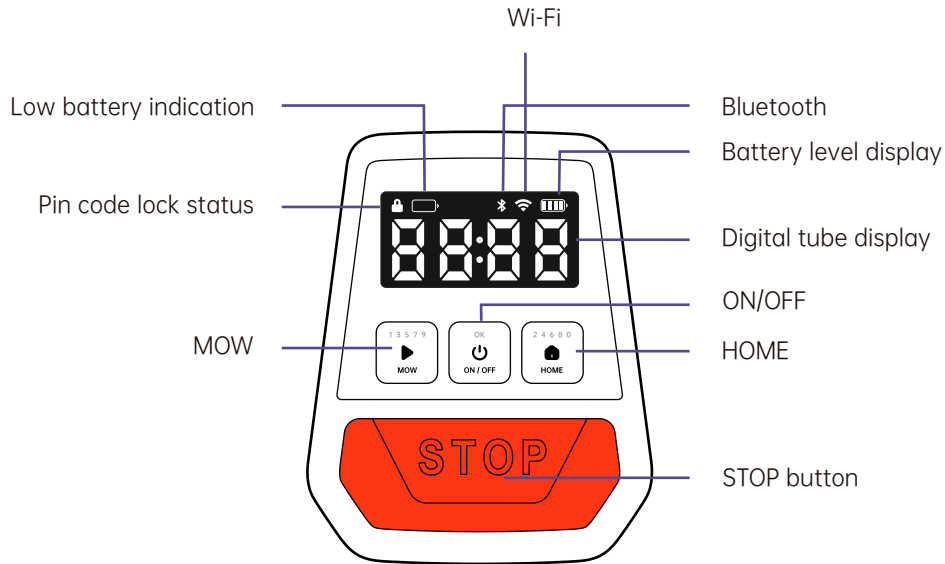 Wi-Fi
Low battery indication
Bluetooth
Battery level display
Pin code lock status
Digital tube display
88:88
ON/OFF
MOW
HOME
1 3 5 7 9
MOW
OK
ON / OFF
2 4 6 8 0
HOME
STOP
STOP button